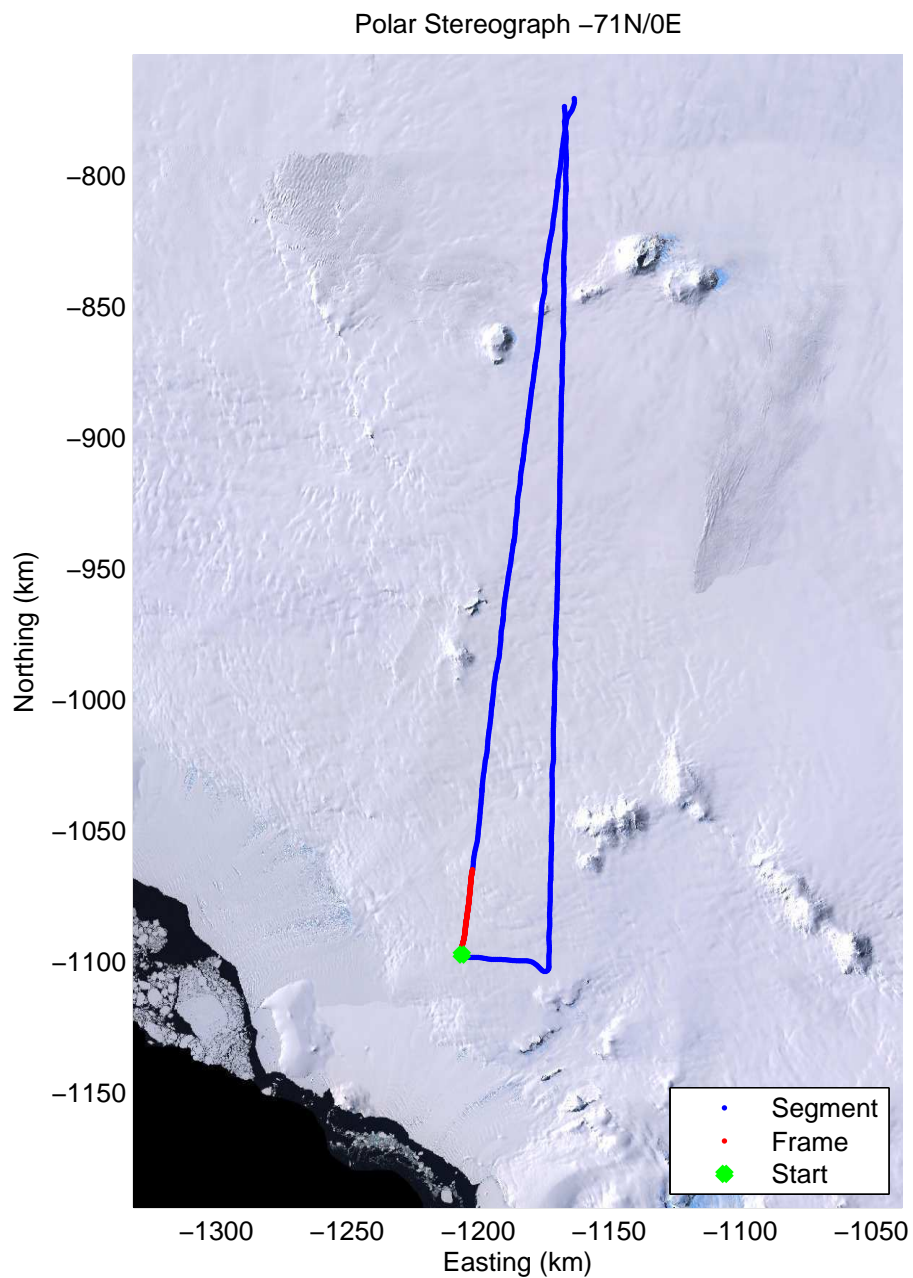 Polar Stereograph −71N/0E
−800
−850
−900
−950
−1000
−1050
−1100
−1150
Northing (km)
Segment
Frame
Start
−1300 −1250 −1200 −1150 −1100 −1050
Easting (km)